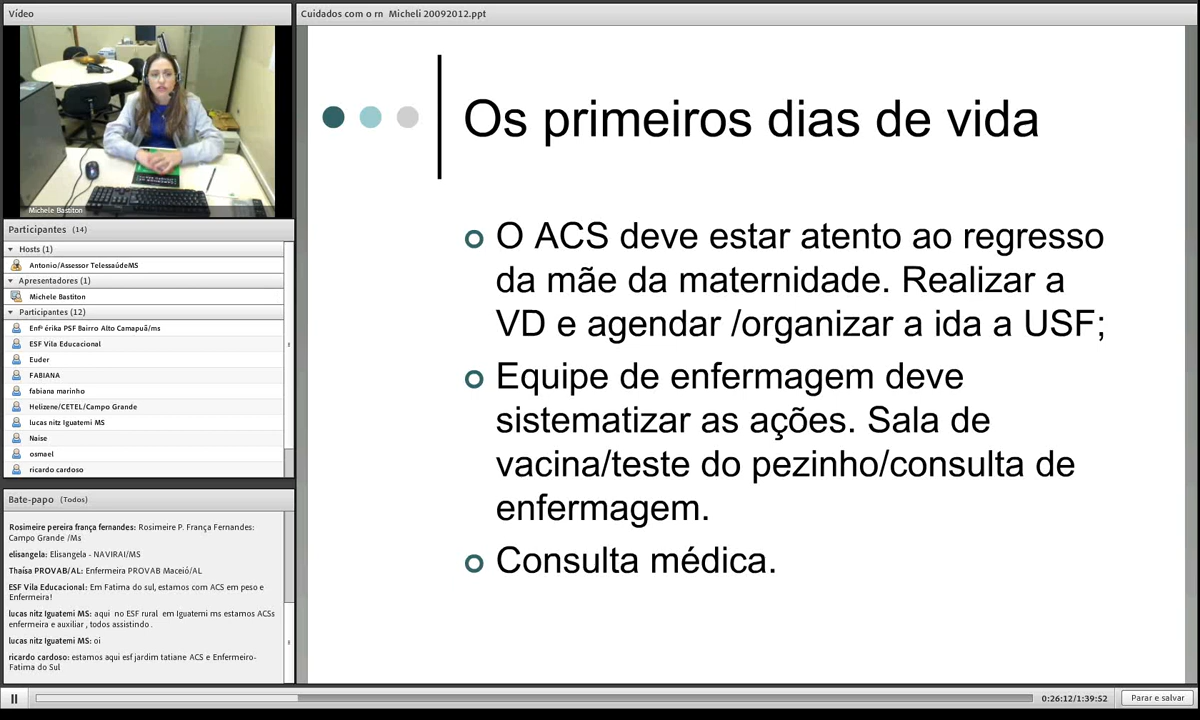 Vídeo
Michele Bastiton
Participantes (14)
Hosts (1)
Antonio/Assessor TelessaúdeMS
Apresentadores (1)
Michele Bastiton
Participantes (12)
Enfª érika PSF Bairro Alto Camapuã/ms
ESF Vila Educacional
Euder
FABIANA
fabiana marinho
Helizene/CETEL/Campo Grande
lucas nitz Iguatemi MS
Naise
osmael
ricardo cardoso
Bate-papo (Todos)
Rosimeire pereira frança fernandes: Rosimeire P. França Fernandes:
Campo Grande /Ms
elisangela: Elisangela - NAVIRAI/MS
Thaísa PROVAB/AL: Enfermeira PROVAB Maceió/AL
ESF Vila Educacional: Em Fatima do sul, estamos com ACS em peso e
Enfermeira!
lucas nitz Iguatemi MS: aqui no ESF rural em Iguatemi ms estamos ACSs
enfermeira e auxiliar , todos assistindo .
lucas nitz Iguatemi MS: oi
ricardo cardoso: estamos aqui esf jardim tatiane ACS e Enfermeiro-
Fatima do Sul
Cuidados com o rn Micheli 20092012.ppt
Os primeiros dias de vida
O ACS deve estar atento ao regresso
da mãe da maternidade. Realizar a
VD e agendar /organizar a ida a USF;
Equipe de enfermagem deve
sistematizar as ações. Sala de
vacina/teste do pezinho/consulta de
enfermagem.
Consulta médica.
0:26:12/1:39:52
Parar e salvar